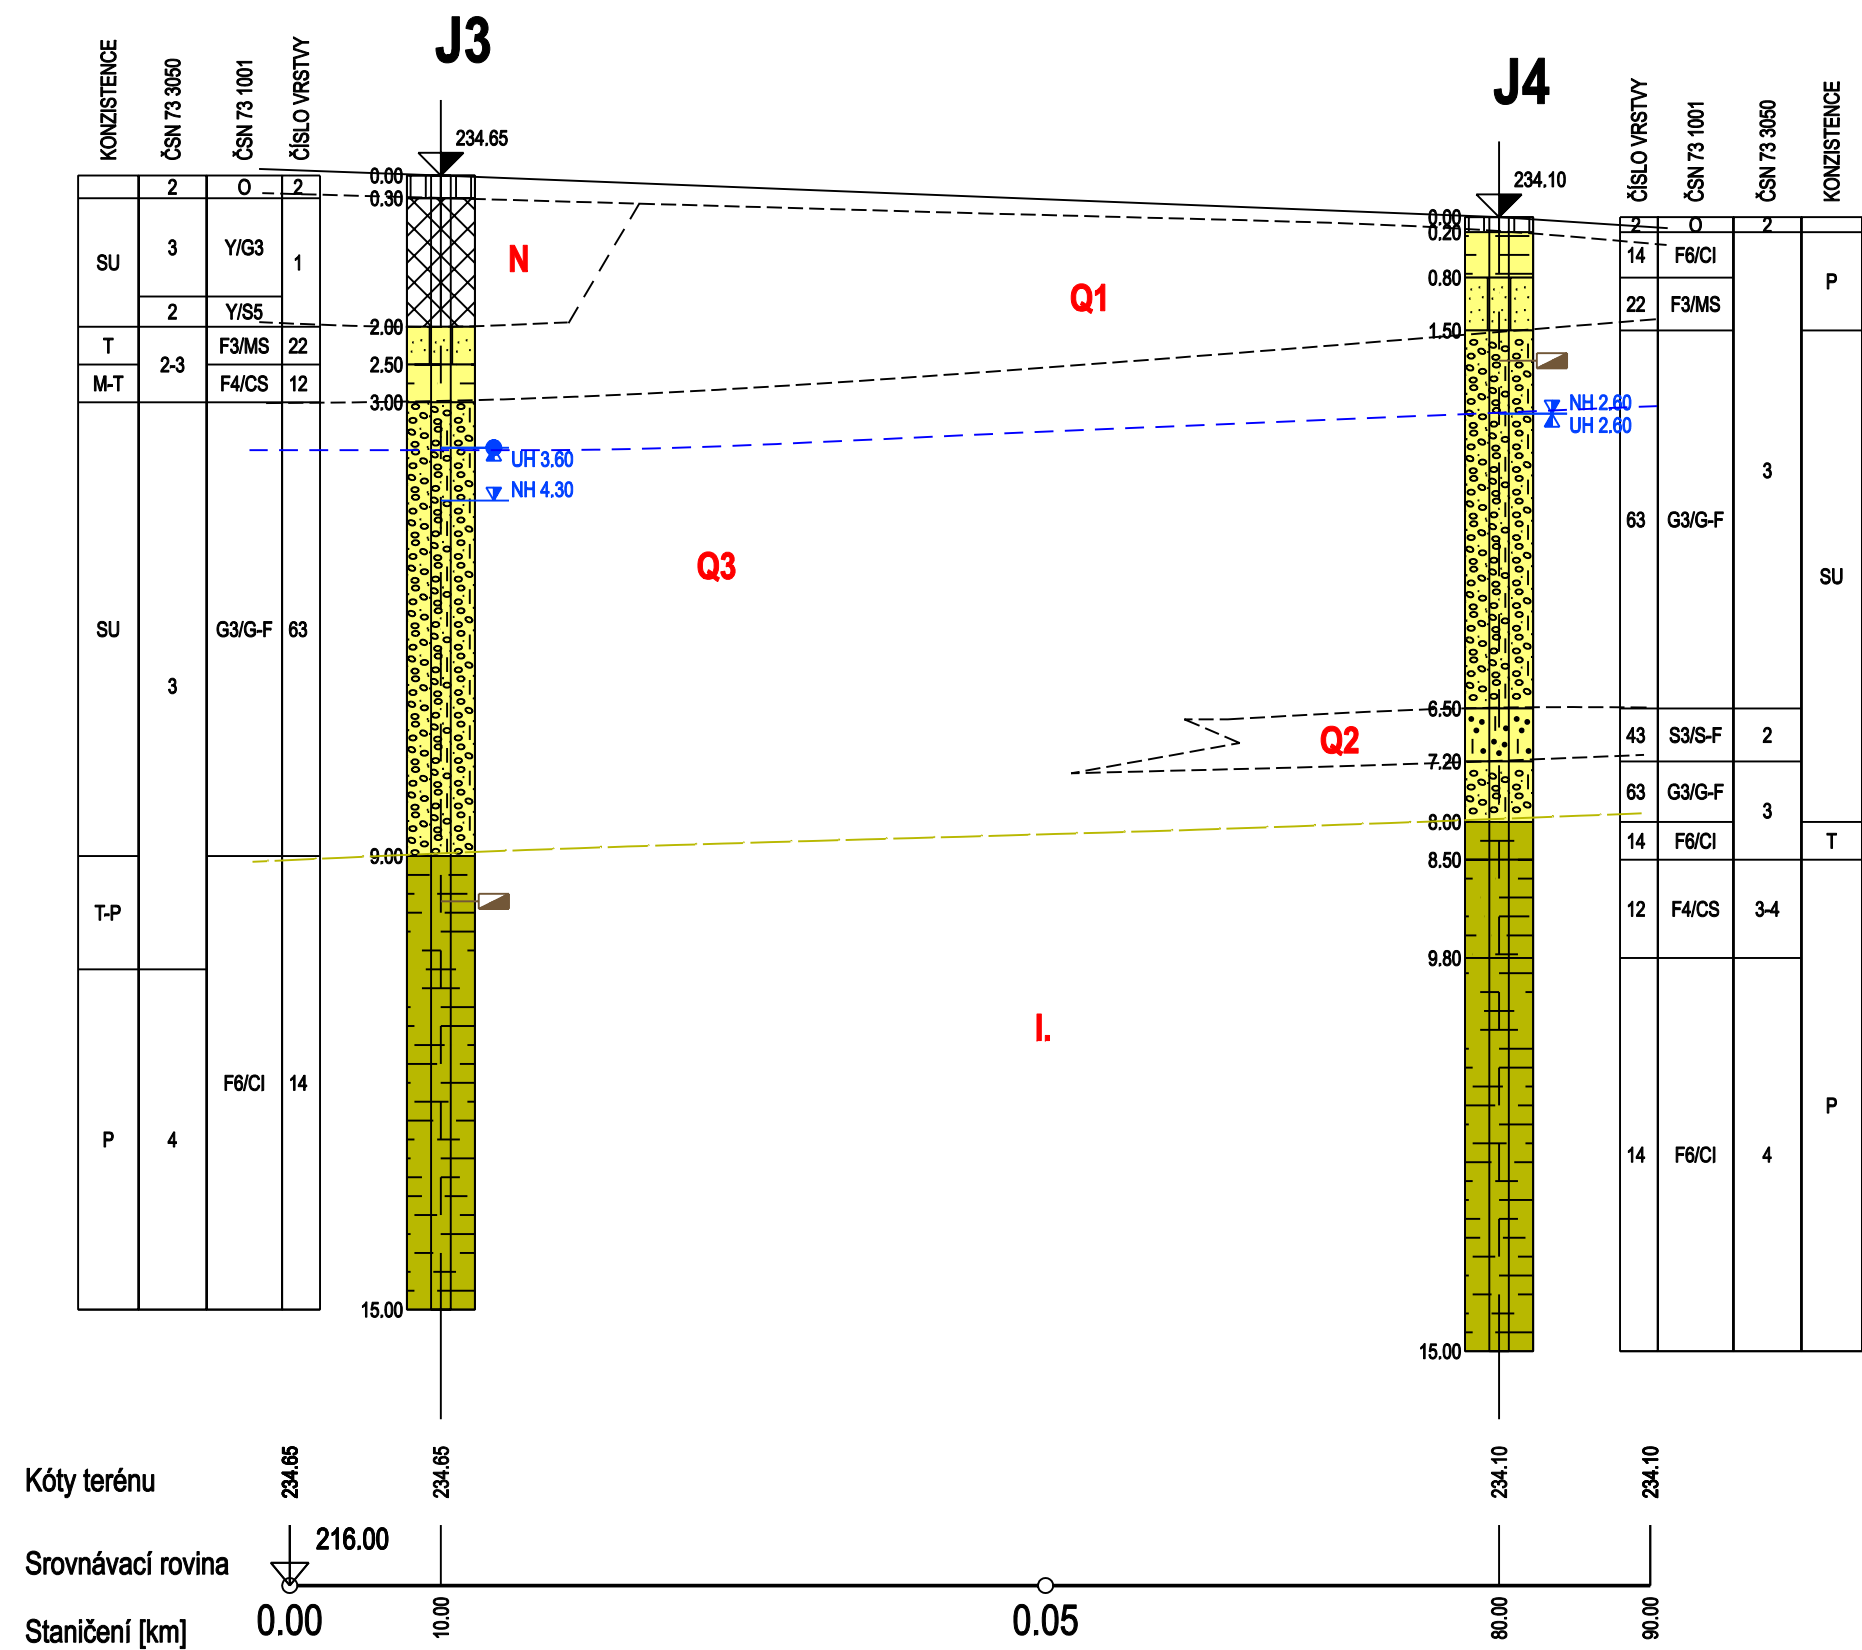 J3
J4
KONZISTENCE
ČSN 73 3050
ČSN 73 1001
ČÍSLO VRSTVY
234.65
ČÍSLO VRSTVY
ČSN 73 1001
ČSN 73 3050
KONZISTENCE
234.10
2 O 2
0.00
0.30
SU
3 Y/G3
1
2 Y/S5
2.00
T F3/MS 22
2-3
2.50
M-T F4/CS 12
3.00
SU
3
G3/G-F 63
9.00
T-P
P 4
F6/CI 14
15.00
N
Q1
UH 3.60
NH 4.30
Q3
Q2
I.
0.00
0.20
2 O 2
14 F6/CI
P
0.80
22 F3/MS
1.50
NH 2.60
UH 2.60
3
63 G3/G-F
SU
6.50
43 S3/S-F 2
7.20
63 G3/G-F
3
8.00
14 F6/CI T
8.50
12 F4/CS 3-4
9.80
P
14 F6/CI 4
15.00
Kóty terénu
234.65
234.65
234.10
234.10
Srovnávací rovina
216.00
Staničení [km]
0.00
10.00
0.05
80.00
90.00